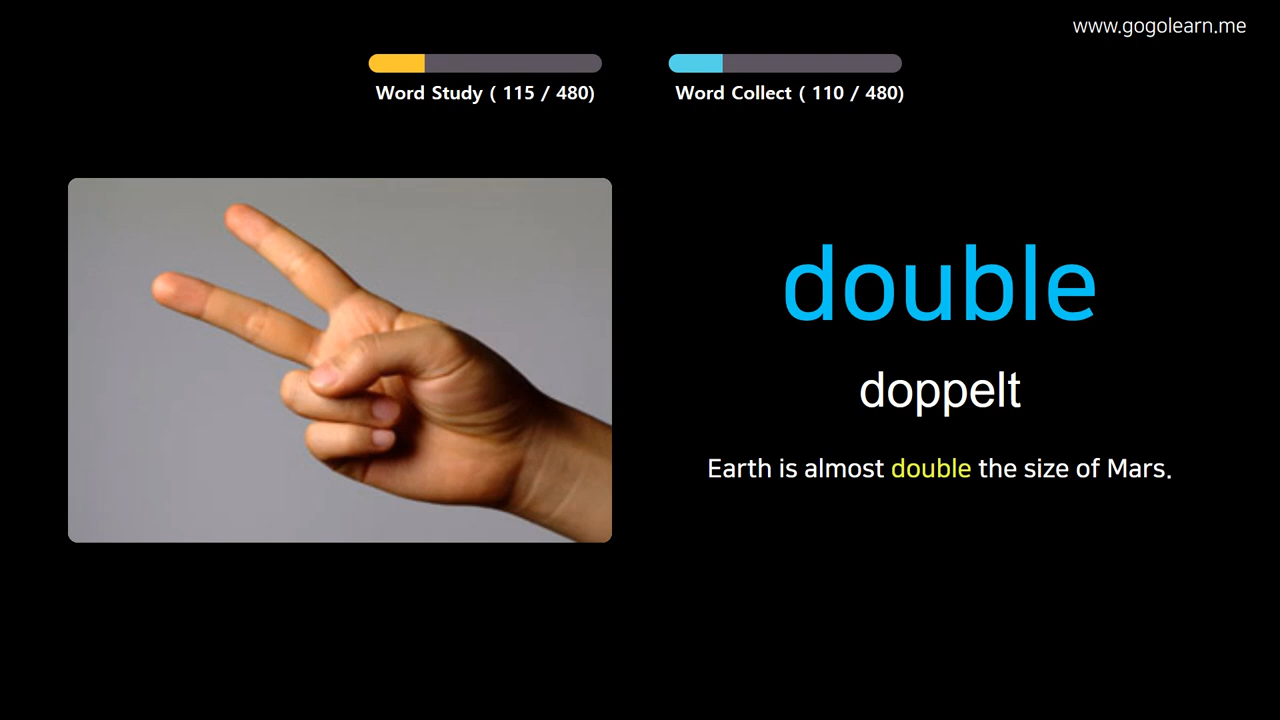 www.gogolearn.me
Word Study ( 115 / 480)
Word Collect ( 110 / 480)
double
doppelt
Earth is almost double the size of Mars.